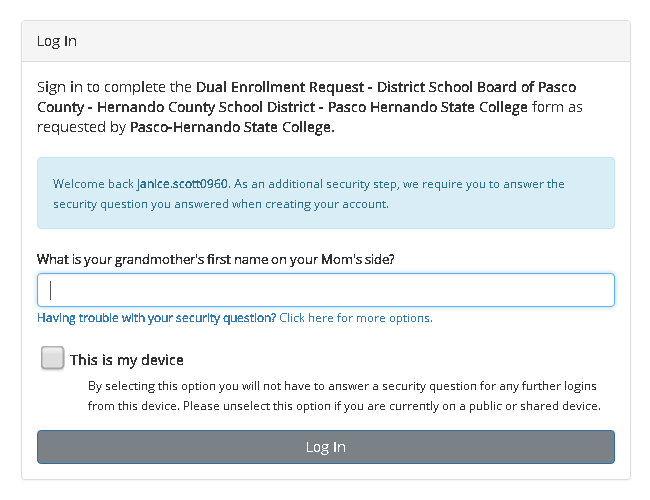 Log In
Sign in to complete the Dual Enrollment Request - District School Board of Pasco
County - Hernando County School District - Pasco Hernando State College form as
requested by Pasco-Hernando State College.
Welcome back janice.scott0960. As an additional security step, we require you to answer the
security question you answered when creating your account.
What is your grandmother's first name on your Mom's side?
Having trouble with your security question? Click here for more options.
This is my device
By selecting this option you will not have to answer a security question for any further logins
from this device. Please unselect this option if you are currently on a public or shared device.
Log In